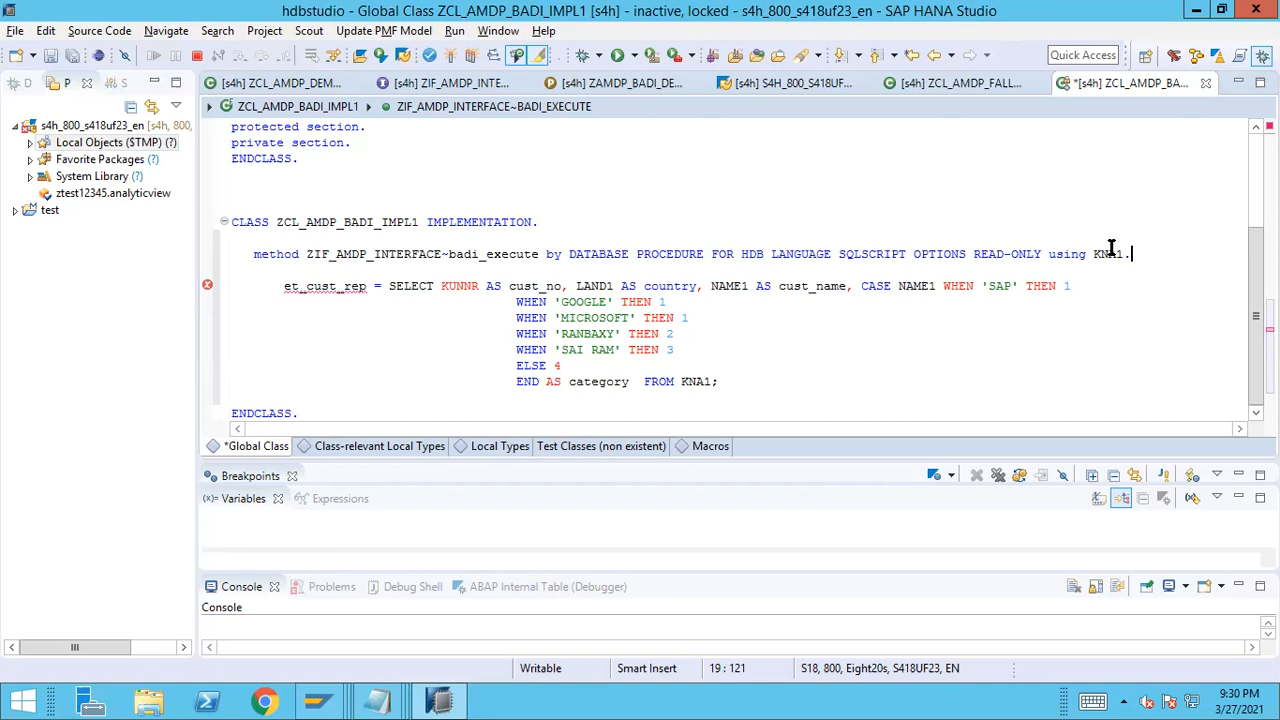 hdbstudio - Global Class ZCL_AMDP_BADI_IMPL1 [s4h] - inactive, locked - s4h_800_s418uf23_en - SAP HANA Studio
File Edit Source Code Navigate Search Project Scout Update PMF Model Run Window Help
Quick Access
D P S
[s4h] ZCL_AMDP_DEM... [s4h] ZIF_AMDP_INTE... [s4h] ZAMDP_BADI_DE... [s4h] S4H_800_S418UF... [s4h] ZCL_AMDP_FALL... *[s4h] ZCL_AMDP_BA...
ZCL_AMDP_BADI_IMPL1 ZIF_AMDP_INTERFACE~BADI_EXECUTE
s4h_800_s418uf23_en [s4h, 800,
Local Objects ($TMP) (?)
Favorite Packages (?)
System Library (?)
ztest12345.analyticview
test
protected section.
private section.
ENDCLASS.
CLASS ZCL_AMDP_BADI_IMPL1 IMPLEMENTATION.
method ZIF_AMDP_INTERFACE~badi_execute by DATABASE PROCEDURE FOR HDB LANGUAGE SQLSCRIPT OPTIONS READ-ONLY using KNA1.
et_cust_rep = SELECT KUNNR AS cust_no, LAND1 AS country, NAME1 AS cust_name, CASE NAME1 WHEN 'SAP' THEN 1
WHEN 'GOOGLE' THEN 1
WHEN 'MICROSOFT' THEN 1
WHEN 'RANBAXY' THEN 2
WHEN 'SAI RAM' THEN 3
ELSE 4
END AS category FROM KNA1;
ENDCLASS.
*Global Class Class-relevant Local Types Local Types Test Classes (non existent) Macros
Breakpoints
(x)= Variables Expressions
Console Problems Debug Shell ABAP Internal Table (Debugger)
Console
Writable Smart Insert 19 : 121 S18, 800, Eight20s, S418UF23, EN
9:30 PM
3/27/2021